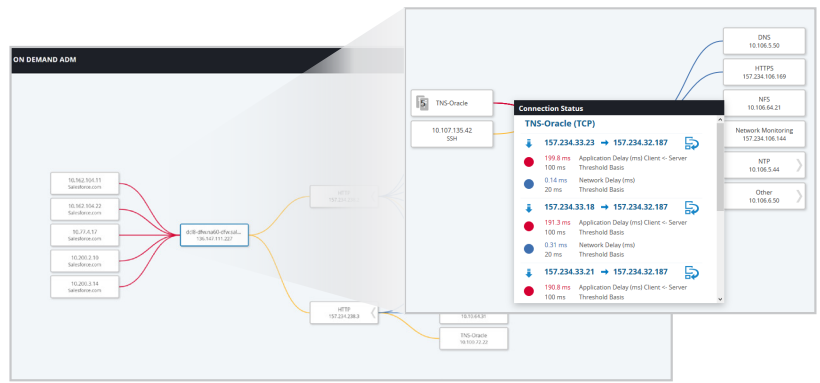 ON DEMAND ADM
Salesforce.com
Salesforce.com
10.77.4.17
Salesforce.com
10.200.2.10
Salesforce.com
10.200.3.14
Salesforce.com
136.147.111.227
HTTP
HTTP
157.234.238.3
TNS-Oracle
TNS-Oracle
10.107.135.42
SSH
DNS
10.106.5.50
HTTPS
157.234.106.169
NFS
10.106.64.21
Network Monitoring
157.234.106.144
NTP
10.106.5.44
Other
10.106.6.50
Connection Status
TNS-Oracle (TCP)
157.234.33.23 → 157.234.32.187
199.8 ms Application Delay (ms) Client <- Server
100 ms Threshold Basis
0.14 ms Network Delay (ms)
20 ms Threshold Basis
157.234.33.18 → 157.234.32.187
191.3 ms Application Delay (ms) Client <- Server
100 ms Threshold Basis
0.31 ms Network Delay (ms)
20 ms Threshold Basis
157.234.33.21 → 157.234.32.187
190.8 ms Application Delay (ms) Client <- Server
100 ms Threshold Basis